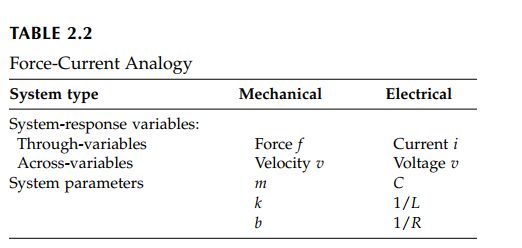 TABLE 2.2
Force-Current Analogy
System type Mechanical Electrical
System-response variables:
Through-variables Force f Current i
Across-variables Velocity v Voltage v
System parameters m C
k 1/L
b 1/R